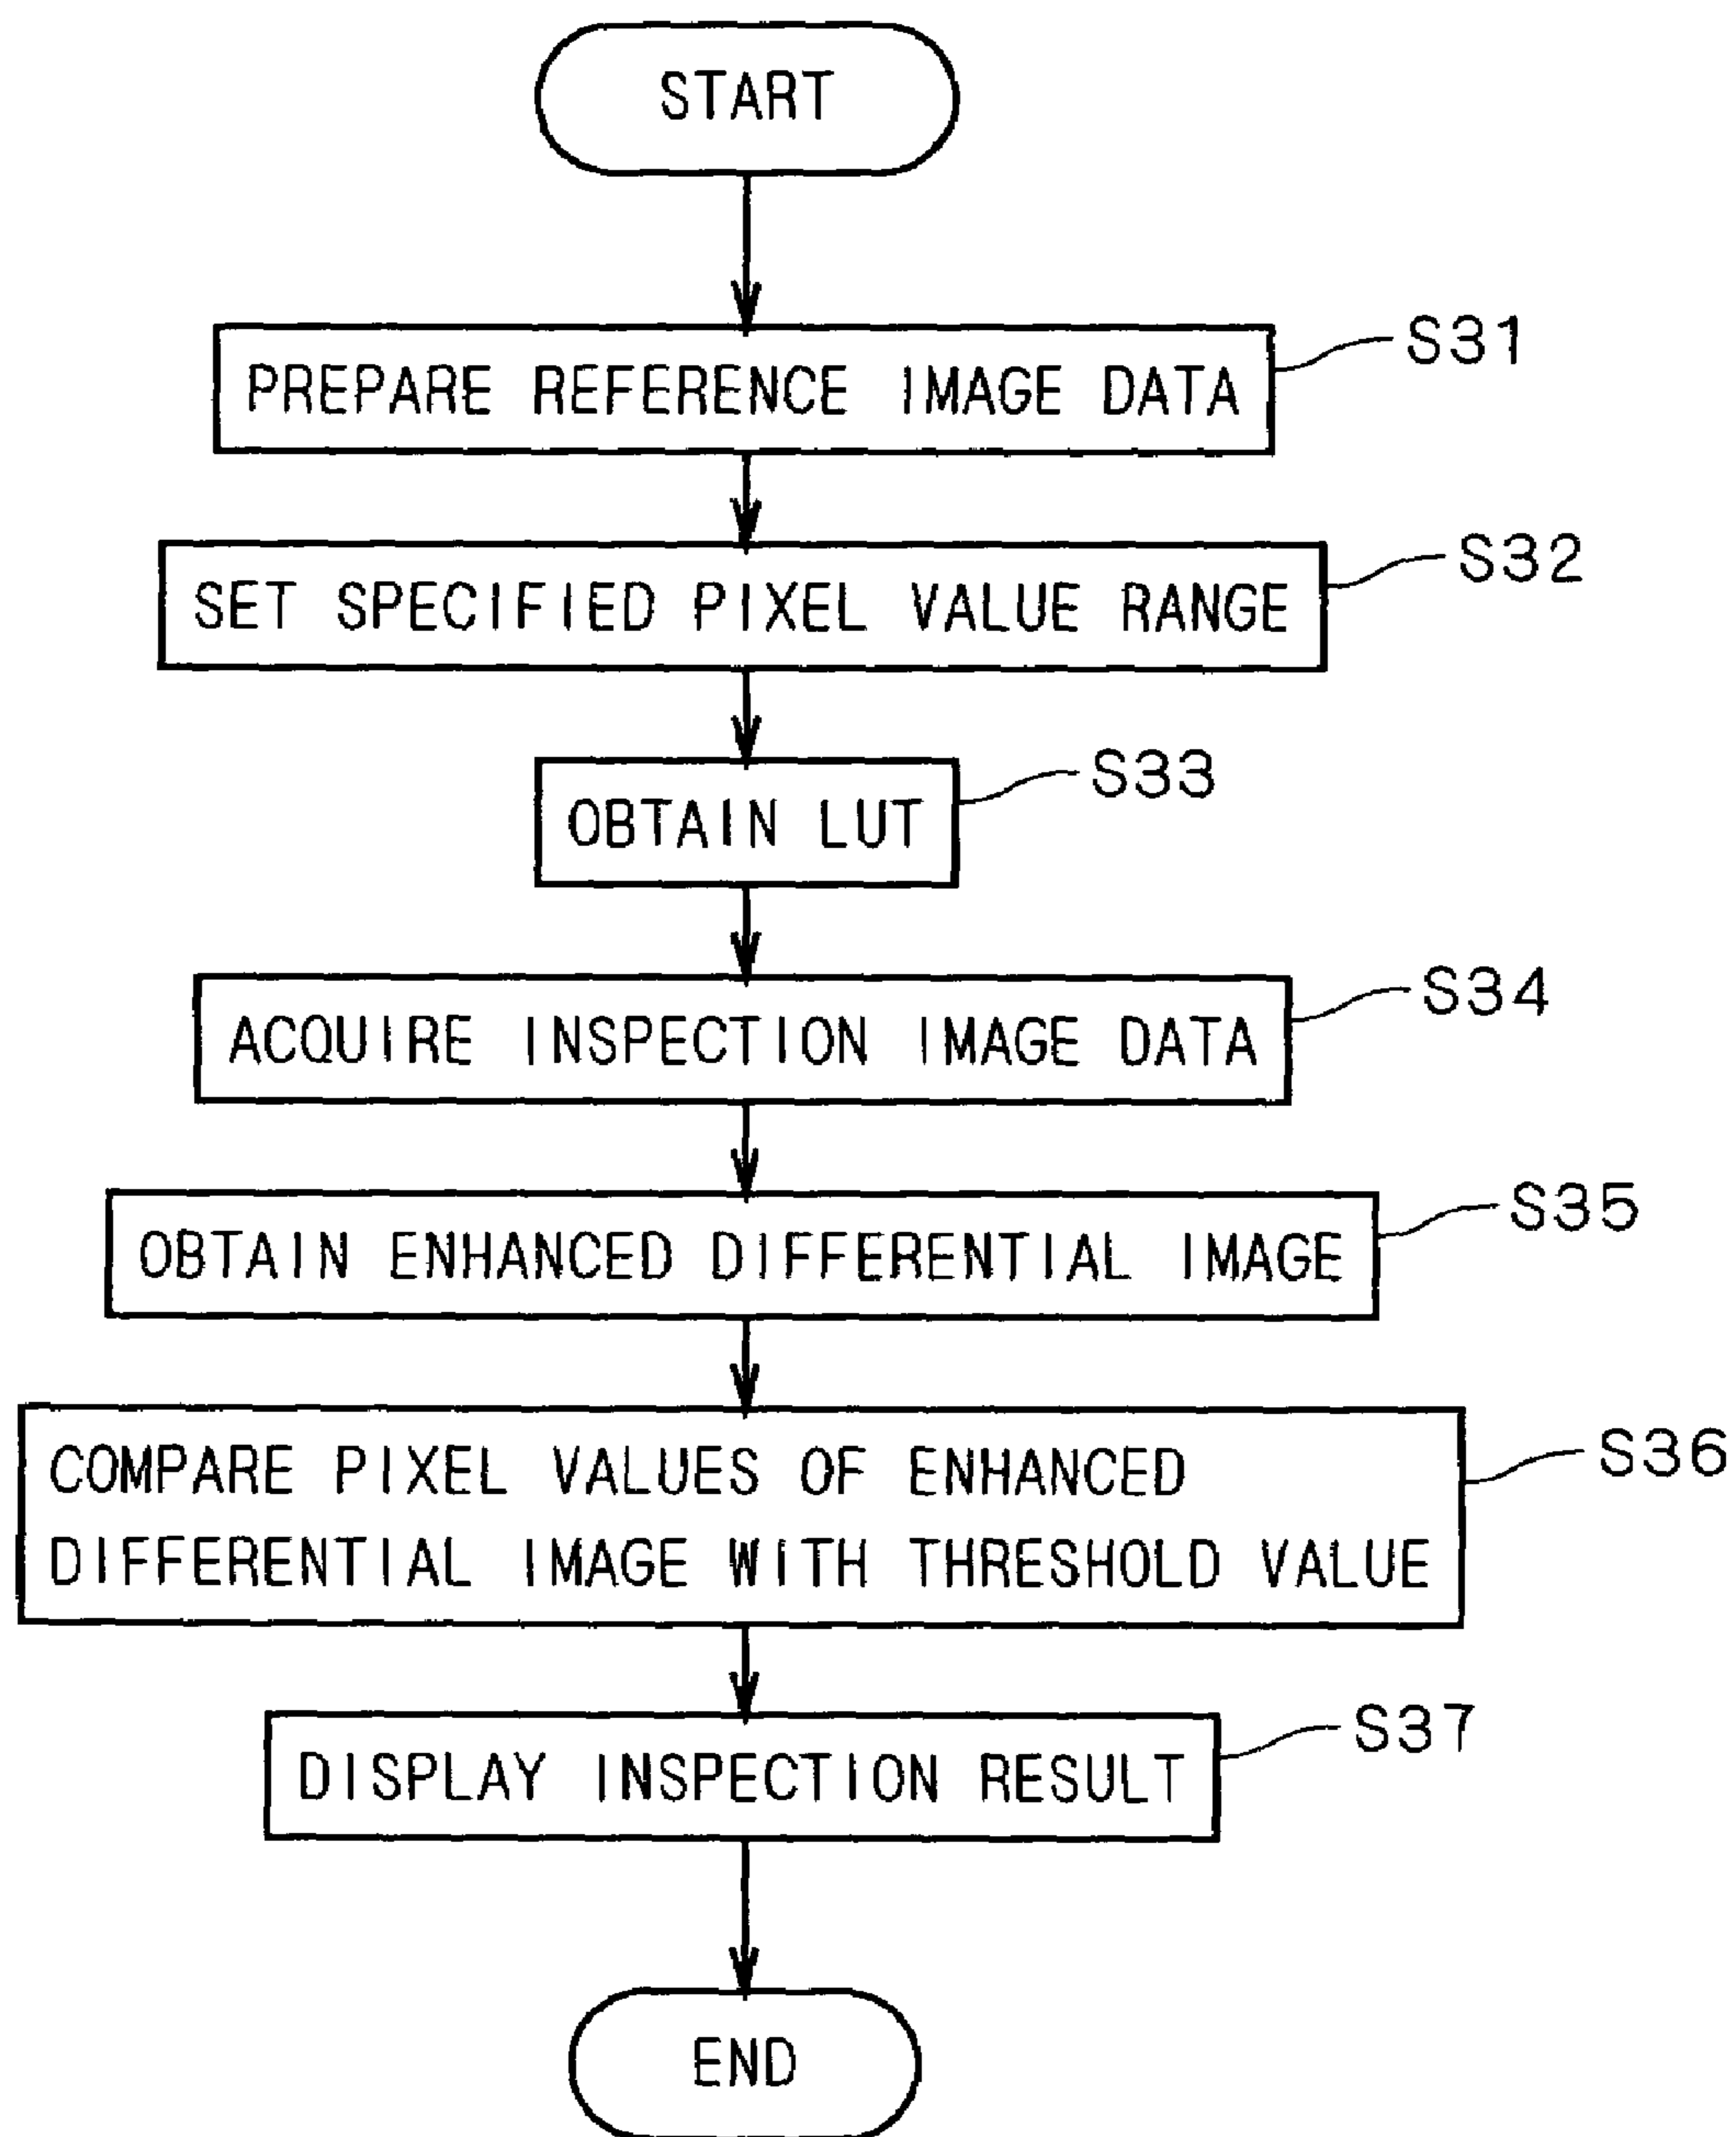 START
PREPARE REFERENCE IMAGE DATA
S31
SET SPECIFIED PIXEL VALUE RANGE
S32
OBTAIN LUT
S33
ACQUIRE INSPECTION IMAGE DATA
S34
OBTAIN ENHANCED DIFFERENTIAL IMAGE
S35
COMPARE PIXEL VALUES OF ENHANCED
DIFFERENTIAL IMAGE WITH THRESHOLD VALUE
S36
DISPLAY INSPECTION RESULT
S37
END